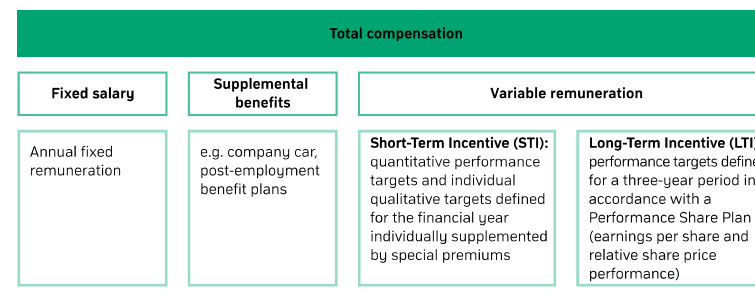 Total compensation
Fixed salary
Supplemental
benefits
Variable remuneration
Annual fixed
remuneration
e.g. company car,
post-employment
benefit plans
Short-Term Incentive (STI):
quantitative performance
targets and individual
qualitative targets defined
for the financial year
individually supplemented
by special premiums
Long-Term Incentive (LTI)
performance targets define
for a three-year period in
accordance with a
Performance Share Plan
(earnings per share and
relative share price
performance)